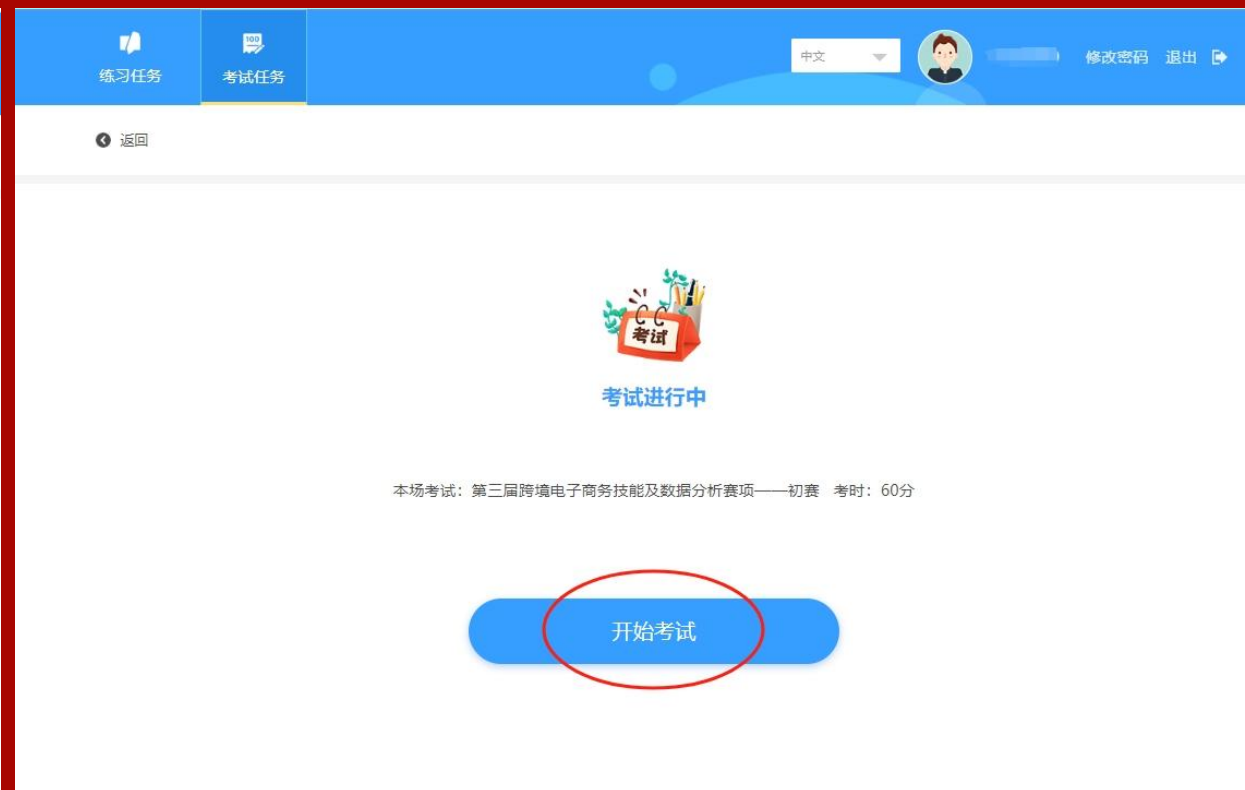 练习任务
100
考试任务
中文
修改密码 退出
返回
考试
考试进行中
本场考试：第三届跨境电子商务技能及数据分析赛项——初赛 考时：60分
开始考试